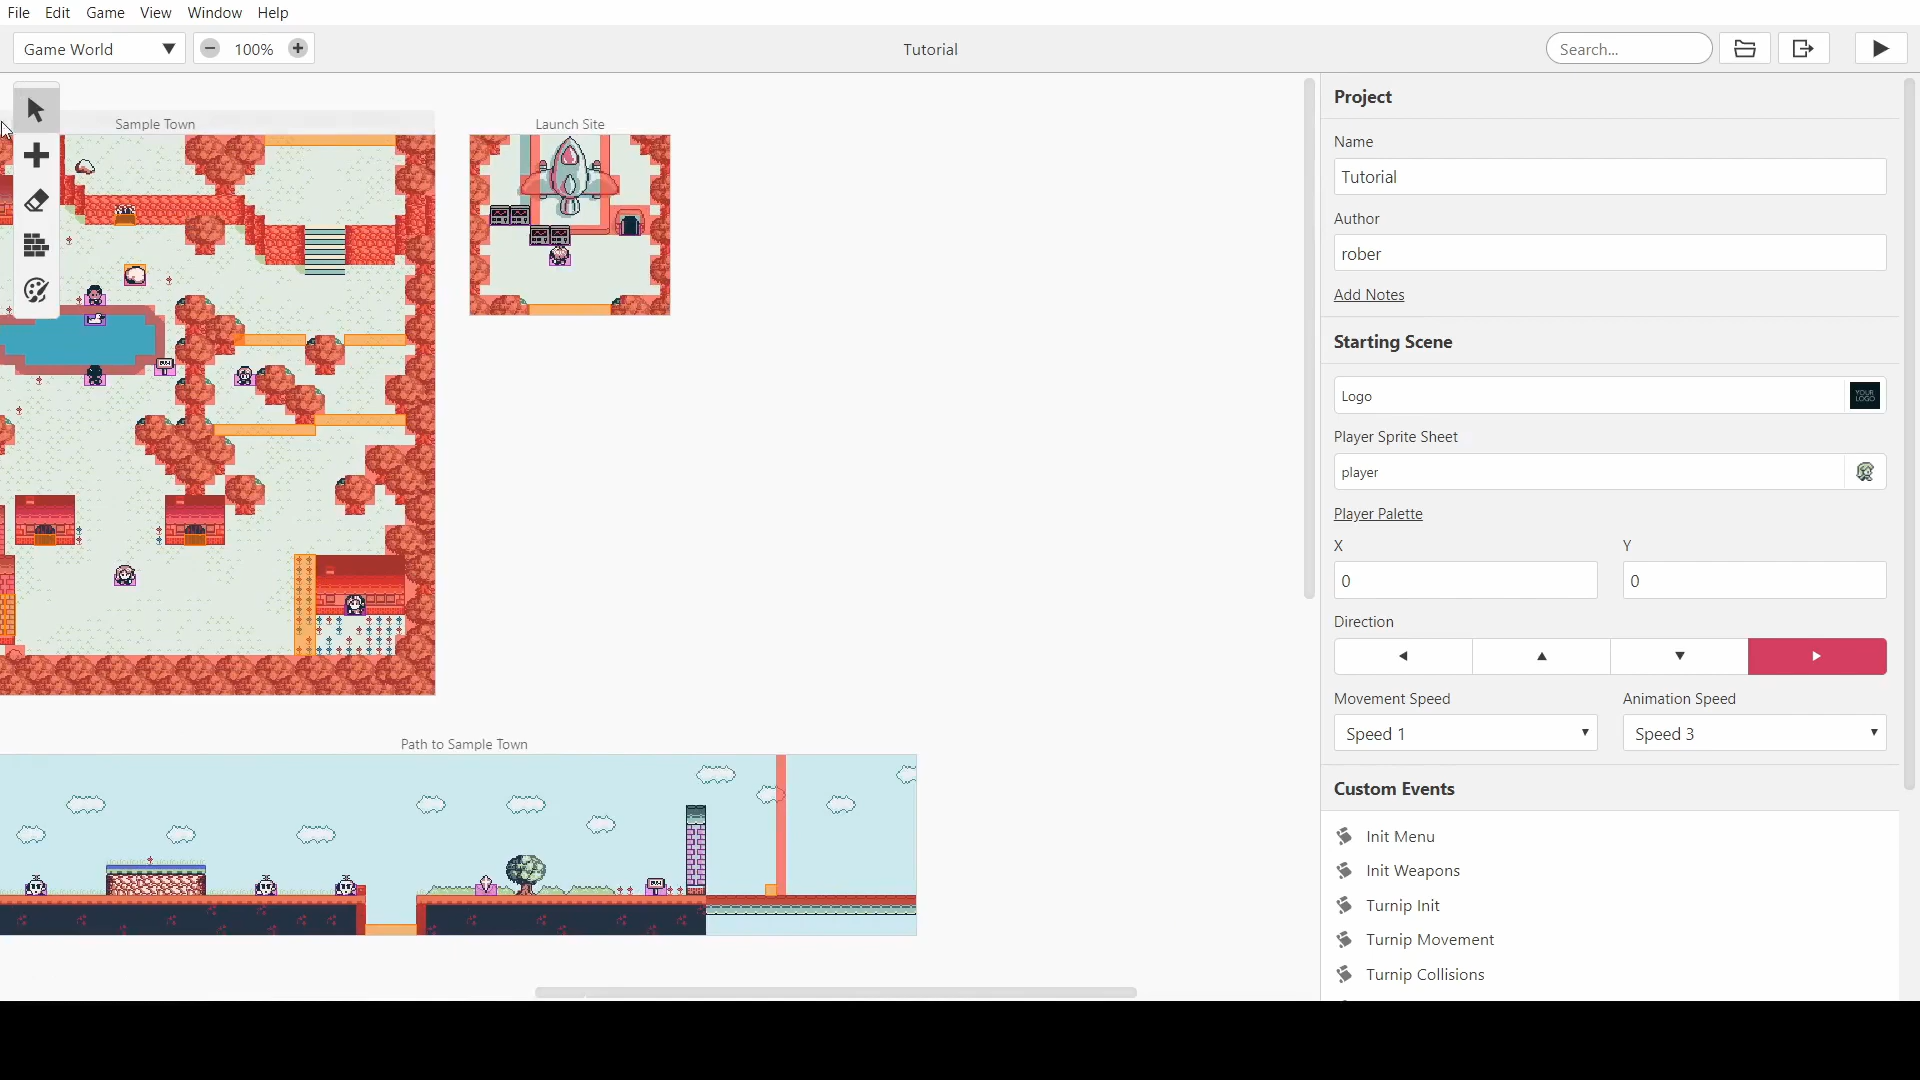 File Edit Game View Window Help
Game World 100% Tutorial Search...
Sample Town
Launch Site
Path to Sample Town
Project
Name
Tutorial
Author
rober
Add Notes
Starting Scene
Logo
YOUR
LOGO
Player Sprite Sheet
player
Player Palette
X Y
0 0
Direction
Movement Speed Animation Speed
Speed 1 Speed 3
Custom Events
Init Menu
Init Weapons
Turnip Init
Turnip Movement
Turnip Collisions